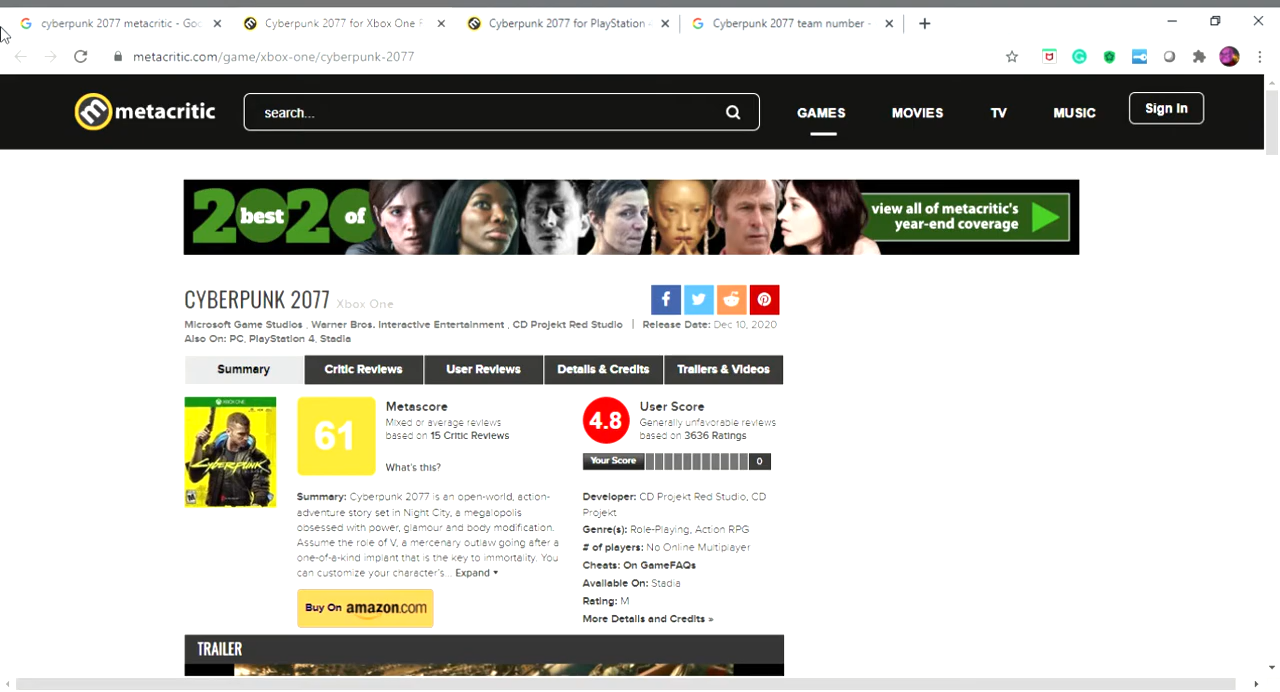 cyberpunk 2077 metacritic - Goo
Cyberpunk 2077 for Xbox One R
Cyberpunk 2077 for PlayStation -
Cyberpunk 2077 team number -
metacritic.com/game/xbox-one/cyberpunk-2077
metacritic
search...
GAMES
MOVIES
TV
MUSIC
Sign In
2020
best of
view all of metacritic's
year-end coverage
CYBERPUNK 2077 Xbox One
Microsoft Game Studios , Warner Bros. Interactive Entertainment , CD Projekt Red Studio | Release Date: Dec 10, 2020
Also On: PC, PlayStation 4, Stadia
Summary
Critic Reviews
User Reviews
Details & Credits
Trailers & Videos
XBOX ONE
Cyberpunk
61
Metascore
Mixed or average reviews
based on 15 Critic Reviews
What's this?
4.8
User Score
Generally unfavorable reviews
based on 3636 Ratings
Your Score
0
Summary: Cyberpunk 2077 is an open-world, action-
adventure story set in Night City, a megalopolis
obsessed with power, glamour and body modification.
Assume the role of V, a mercenary outlaw going after a
one-of-a-kind implant that is the key to immortality. You
can customize your character's... Expand
Buy On amazon.com
Developer: CD Projekt Red Studio, CD
Projekt
Genre(s): Role-Playing, Action RPG
# of players: No Online Multiplayer
Cheats: On GameFAQs
Available On: Stadia
Rating: M
More Details and Credits »
TRAILER